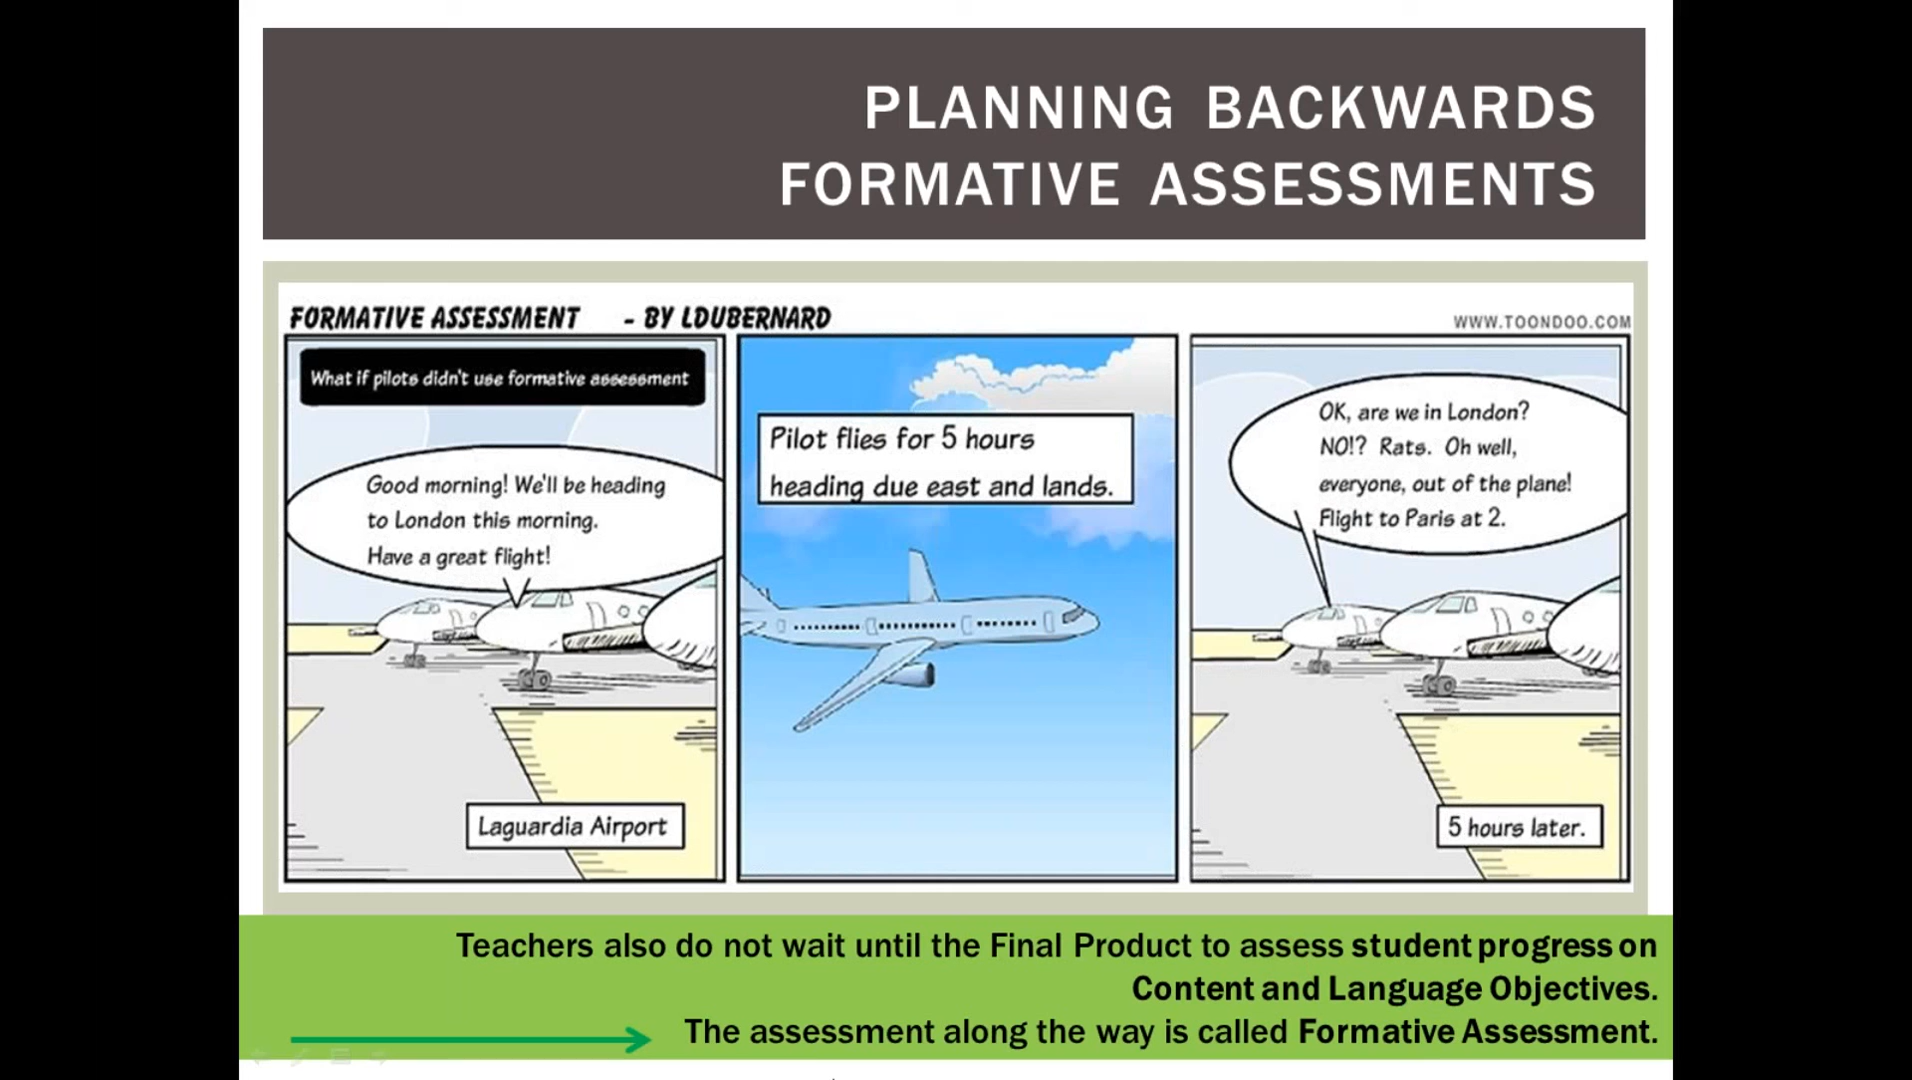 PLANNING BACKWARDS
FORMATIVE ASSESSMENTS
FORMATIVE ASSESSMENT - BY LDUBERNARD
WWW.TOONDOO.COM
What if pilots didn't use formative assessment
Good morning! We'll be heading
to London this morning.
Have a great flight!
Laguardia Airport
Pilot flies for 5 hours
heading due east and lands.
OK, are we in London?
NO!? Rats. Oh well,
everyone, out of the plane!
Flight to Paris at 2.
5 hours later.
Teachers also do not wait until the Final Product to assess student progress on
Content and Language Objectives.
The assessment along the way is called Formative Assessment.